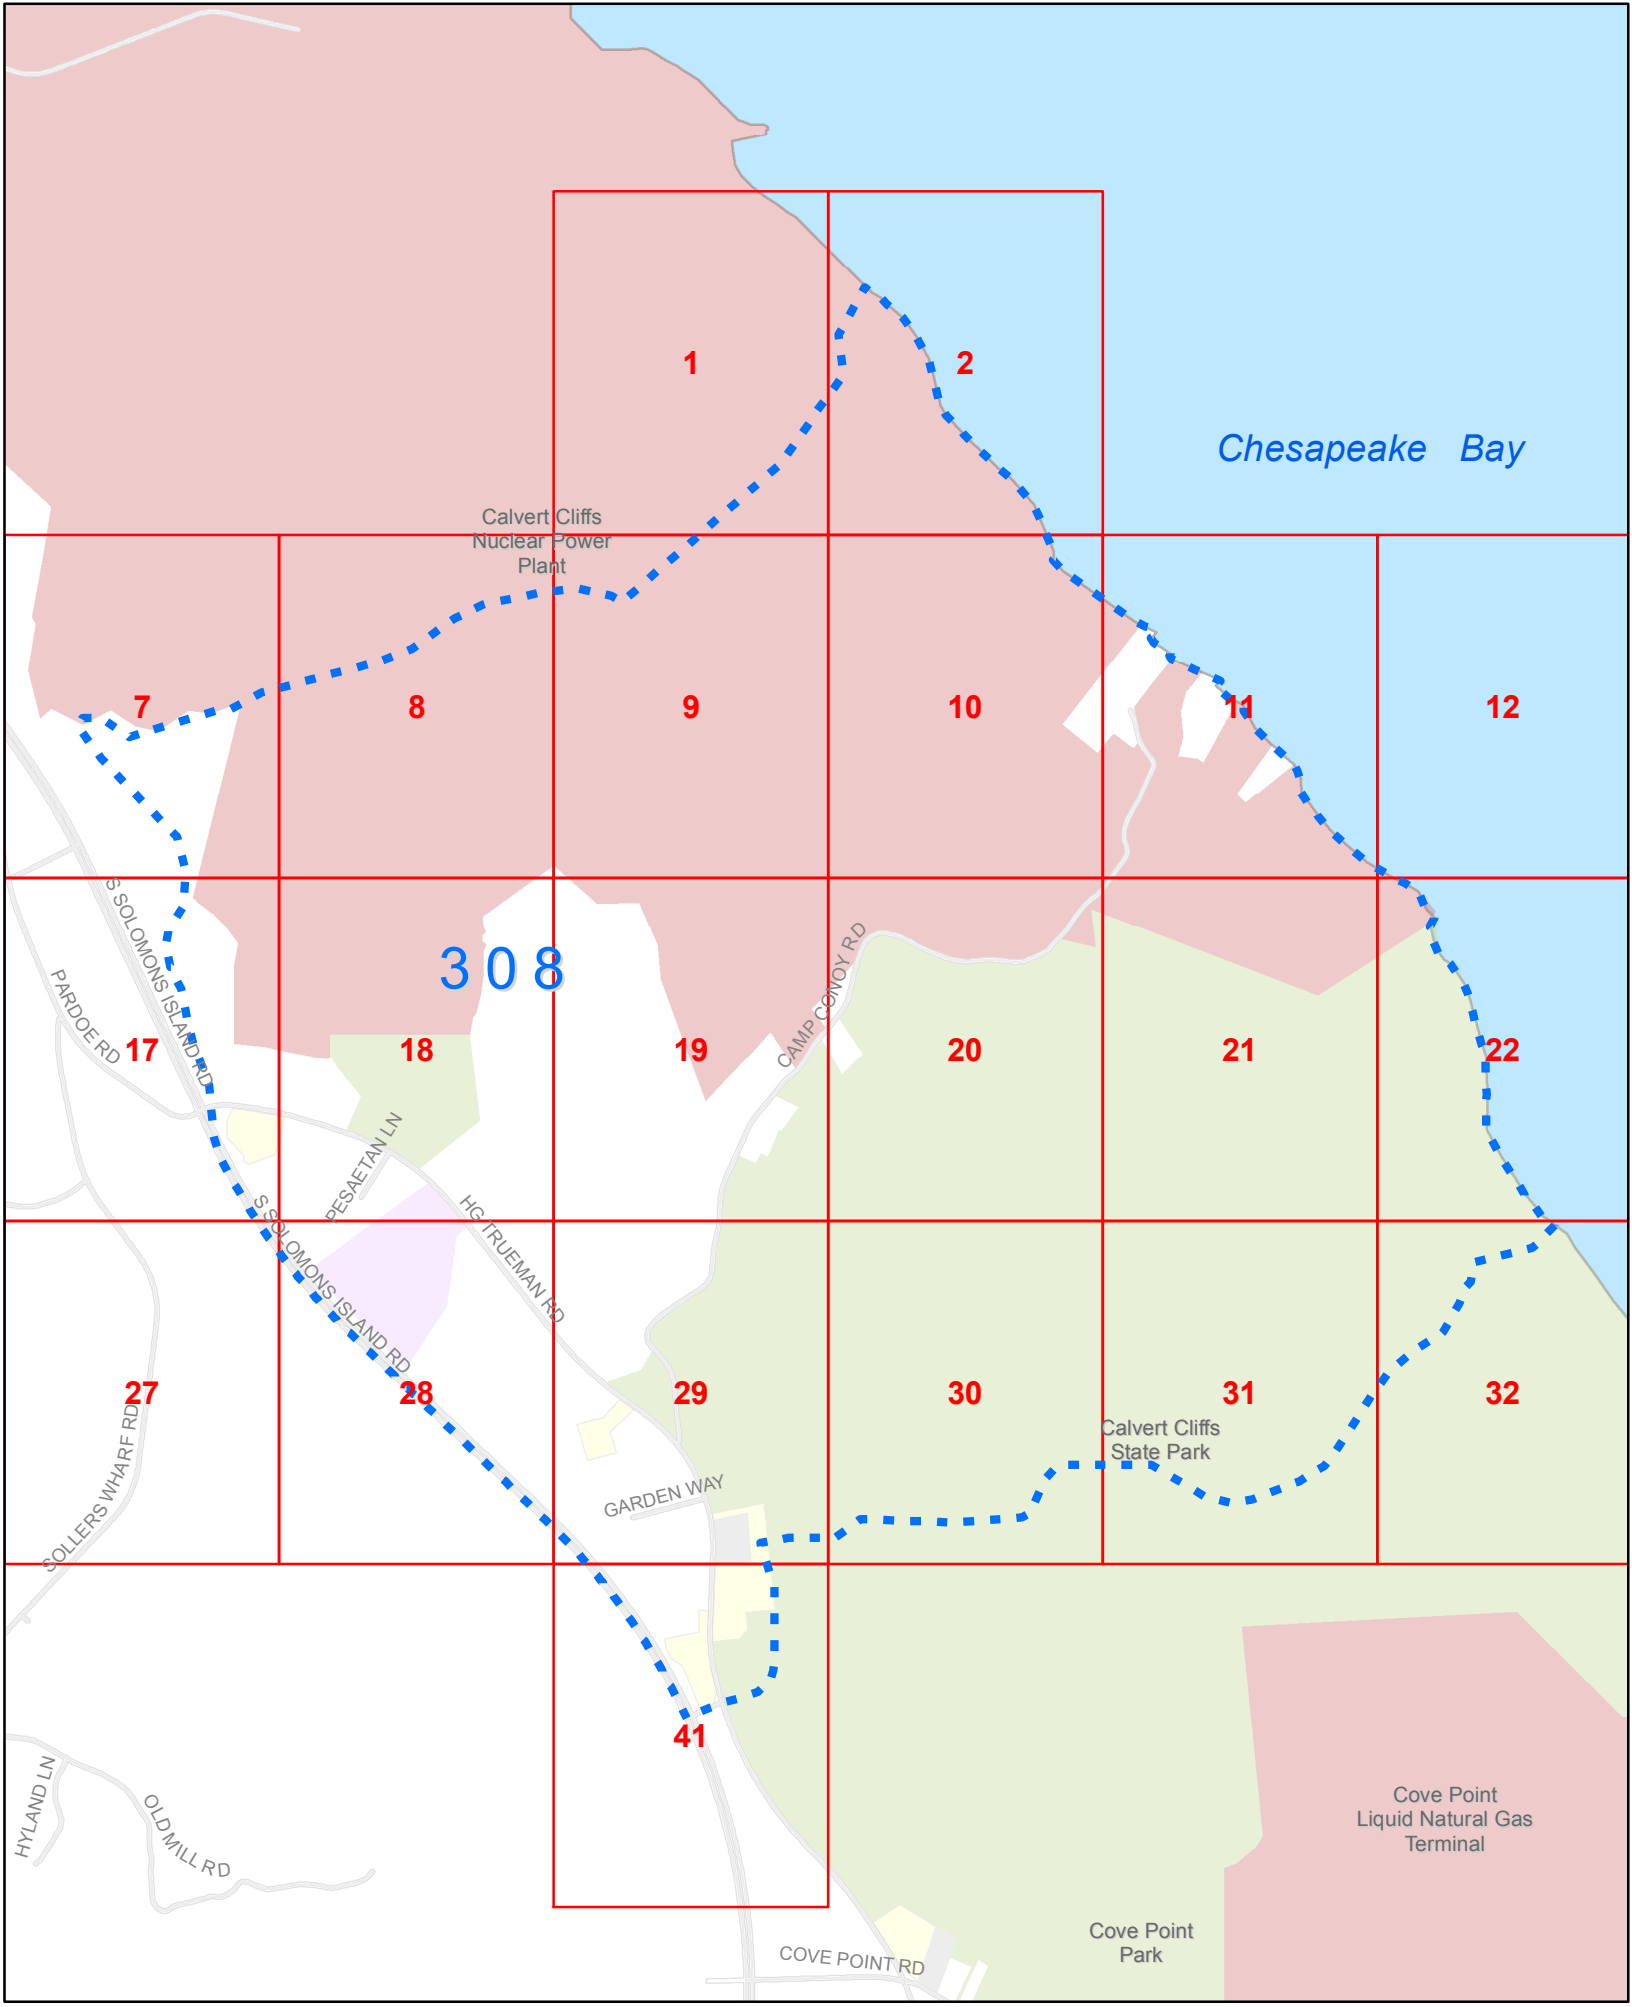 1
2
Chesapeake Bay
Calvert Cliffs
Nuclear Power
Plant
7
8
9
10
11
12
S SOLOMONS ISLAND RD
308
CAMP CONOY RD
PARDOE RD
17
18
19
20
21
22
PESAETAN LN
S SOLOMONS ISLAND RD
HG TRUEMAN RD
27
28
29
30
31
32
Calvert Cliffs
State Park
SOLLERS WHARF RD
GARDEN WAY
41
HYLAND LN
OLD MILL RD
Cove Point
Liquid Natural Gas
Terminal
Cove Point
Park
COVE POINT RD